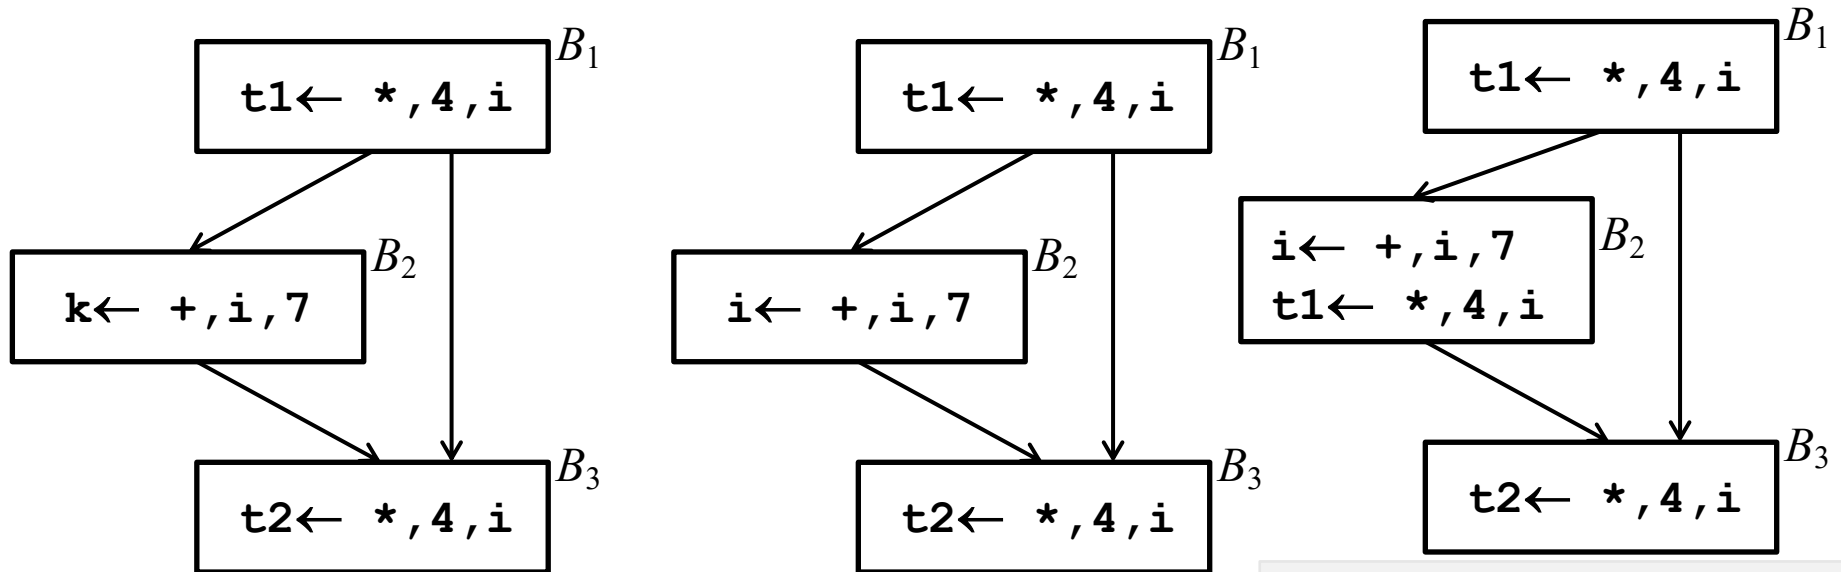 B₁
t1← *,4,i
B₂
k← +,i,7
B₃
t2← *,4,i
B₁
t1← *,4,i
B₂
i← +,i,7
B₃
t2← *,4,i
B₁
t1← *,4,i
B₂
i← +,i,7
t1← *,4,i
B₃
t2← *,4,i